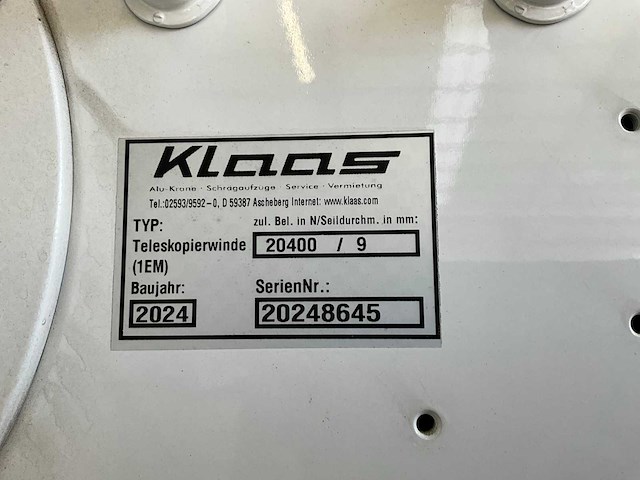 Klaas
Alu-Krane · Schrägaufzüge · Service · Vermietung
Tel.:02593/9592-0, D 59387 Ascheberg Internet: www.klaas.com
TYP: zul. Bel. in N/Seildurchm. in mm:
Teleskopierwinde 20400 / 9
(1EM)
Baujahr: SerienNr.:
2024 20248645